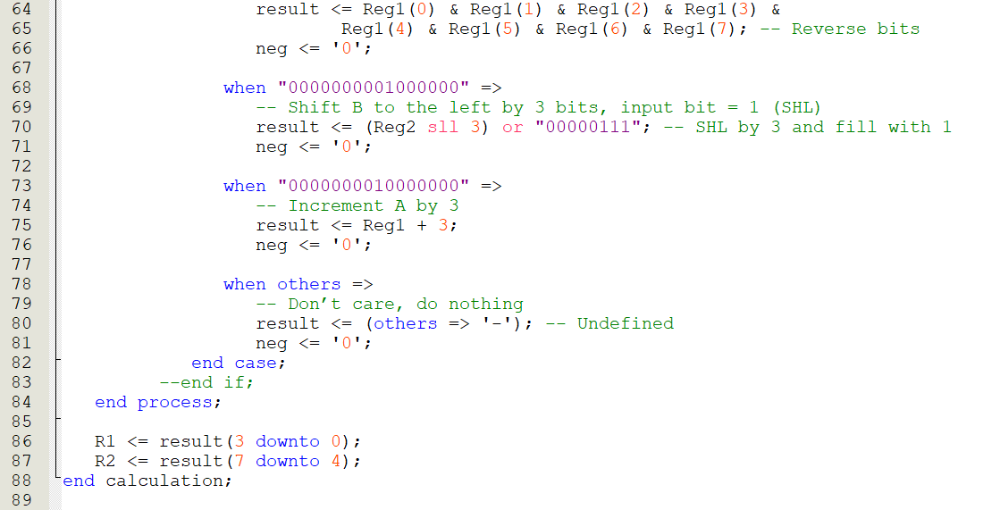 64 result <= Reg1(0) & Reg1(1) & Reg1(2) & Reg1(3) &
65 Reg1(4) & Reg1(5) & Reg1(6) & Reg1(7); -- Reverse bits
66 neg <= '0';
67
68 when "0000000001000000" =>
69 -- Shift B to the left by 3 bits, input bit = 1 (SHL)
70 result <= (Reg2 sll 3) or "00000111"; -- SHL by 3 and fill with 1
71 neg <= '0';
72
73 when "0000000010000000" =>
74 -- Increment A by 3
75 result <= Reg1 + 3;
76 neg <= '0';
77
78 when others =>
79 -- Don’t care, do nothing
80 result <= (others => '-'); -- Undefined
81 neg <= '0';
82 end case;
83 --end if;
84 end process;
85
86 R1 <= result(3 downto 0);
87 R2 <= result(7 downto 4);
88 end calculation;
89